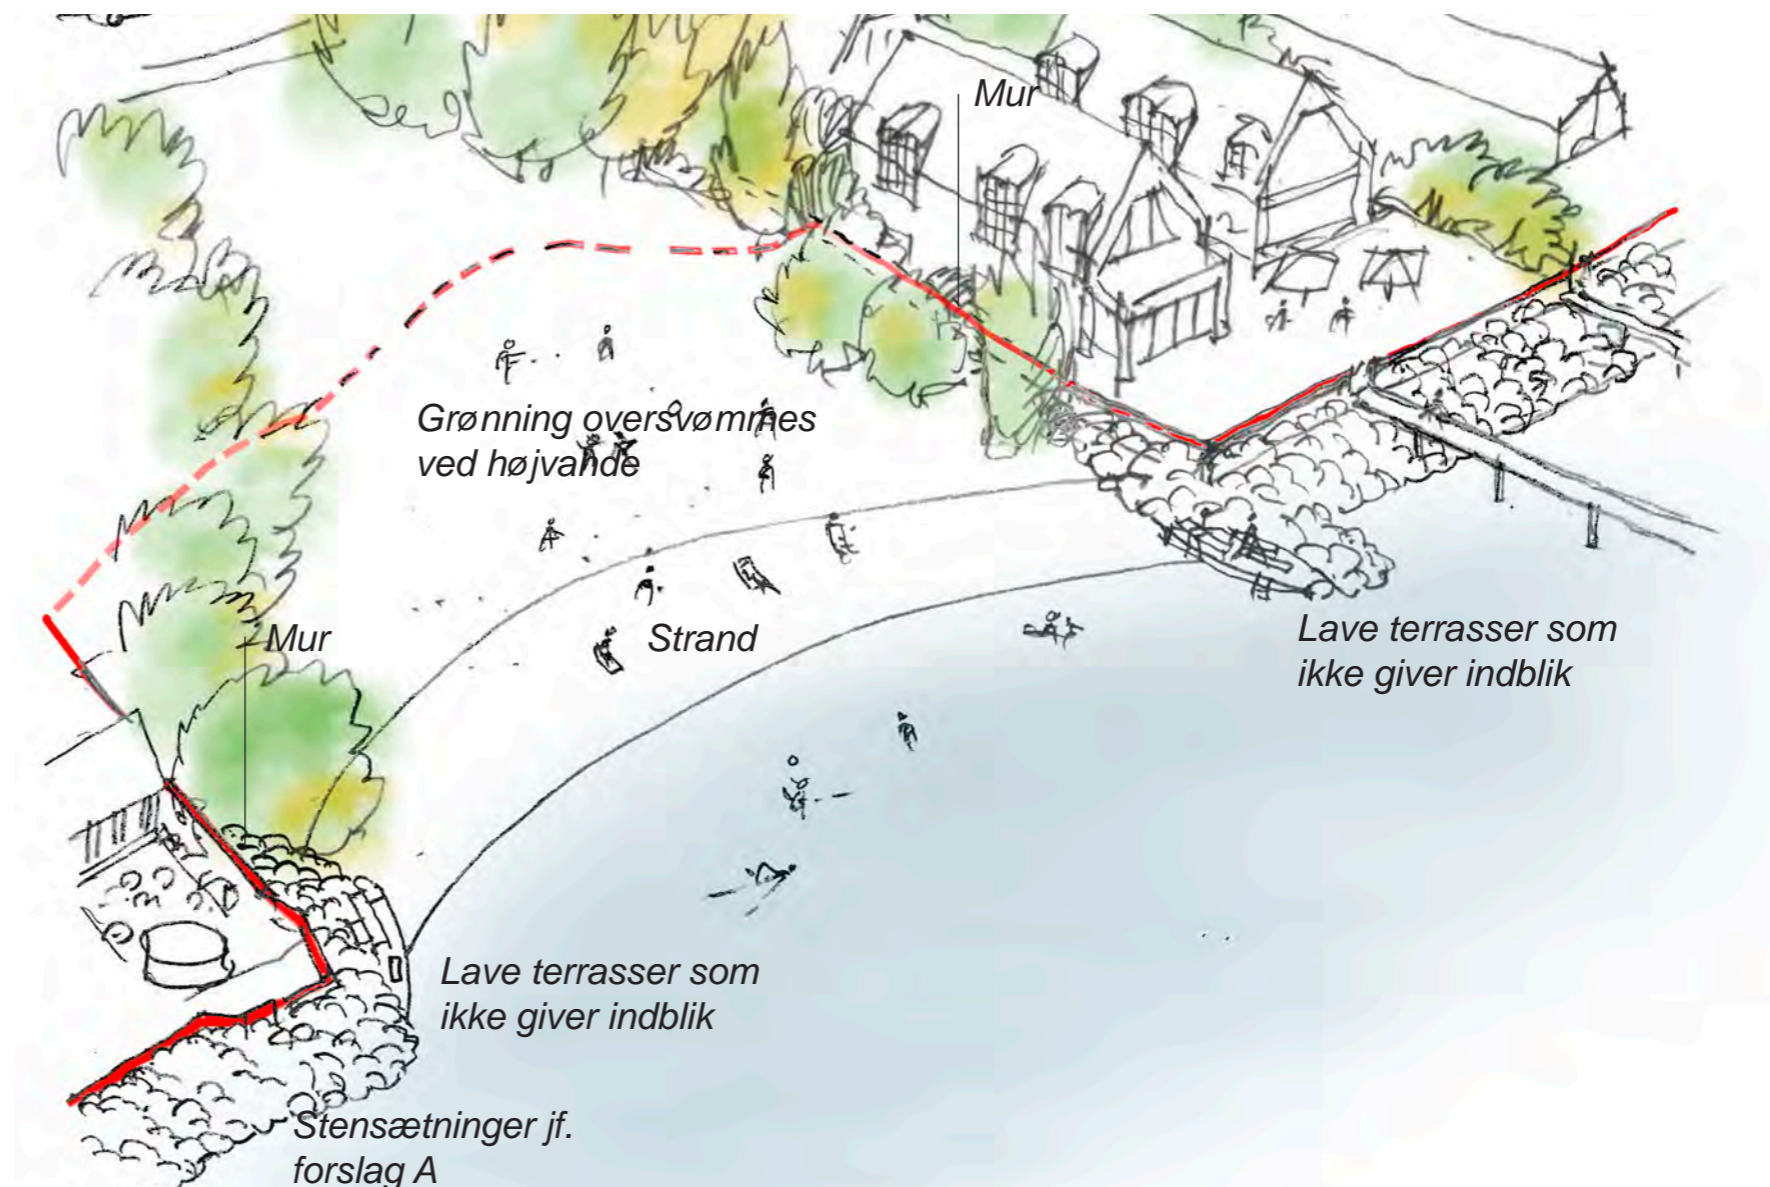 Mur
Grønning oversvømmes
ved højvande
Mur
Strand
Lave terrasser som
ikke giver indblik
Lave terrasser som
ikke giver indblik
Stensætninger jf.
forslag A